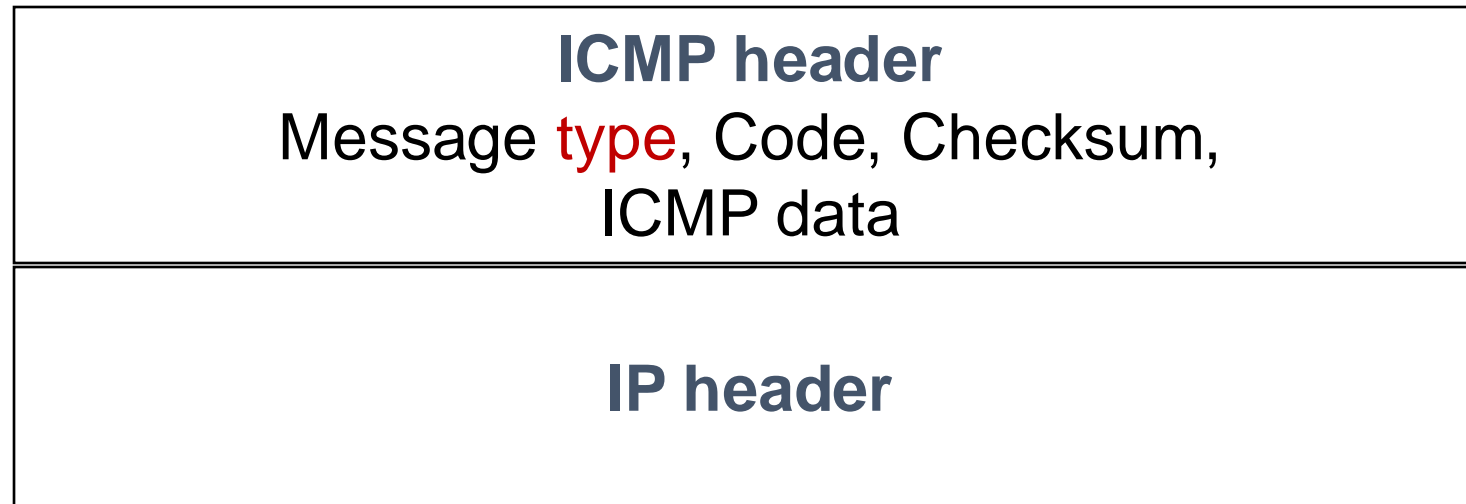 ICMP header
Message type, Code, Checksum,
ICMP data
IP header